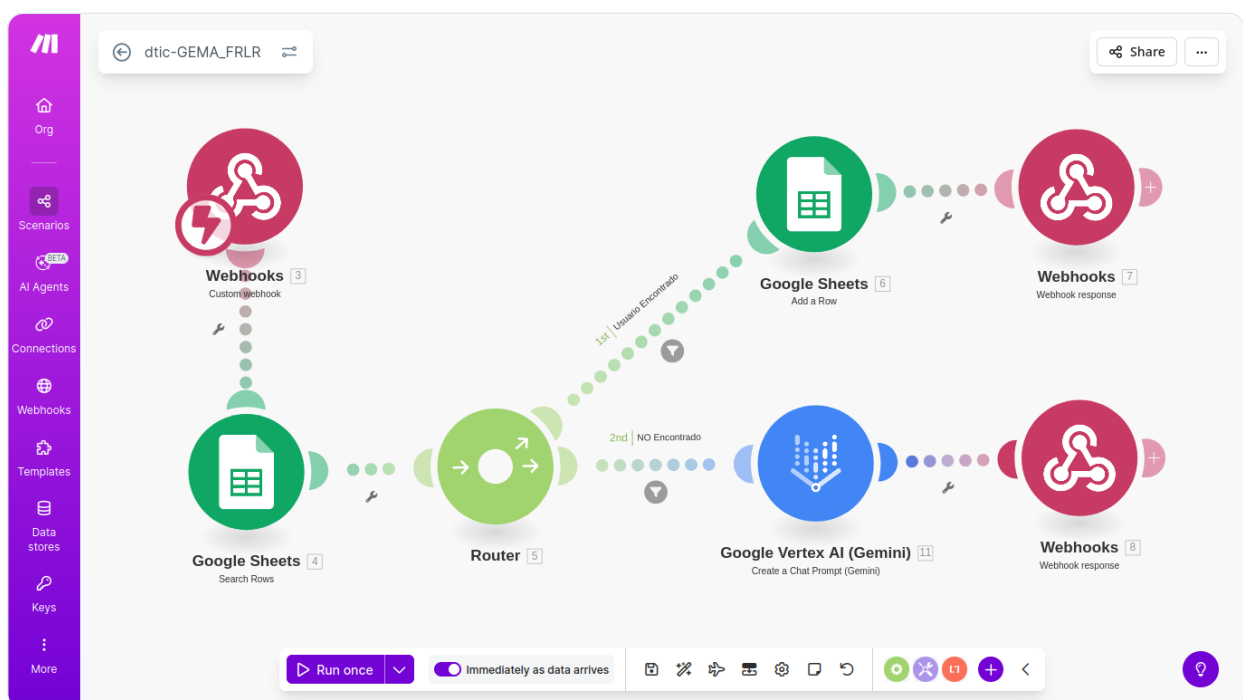 dtic-GEMA_FRLR
Share
Org
Scenarios
BETA
AI Agents
Connections
Webhooks
Templates
Data
stores
Keys
More
Webhooks 3
Custom webhook
Google Sheets 4
Search Rows
Router 5
1st Usuario Encontrado
2nd NO Encontrado
Google Sheets 6
Add a Row
Webhooks 7
Webhook response
Google Vertex AI (Gemini) 11
Create a Chat Prompt (Gemini)
Webhooks 8
Webhook response
Run once
Immediately as data arrives